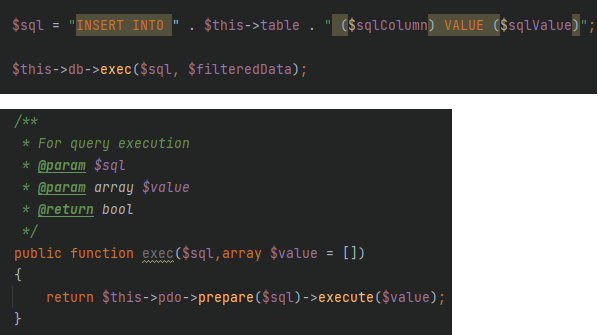 $sql = "INSERT INTO " . $this->table . " ($sqlColumn) VALUE ($sqlValue)";
$this->db->exec($sql, $filteredData);
/**
* For query execution
* @param $sql
* @param array $value
* @return bool
*/
public function exec($sql,array $value = [])
{
return $this->pdo->prepare($sql)->execute($value);
}